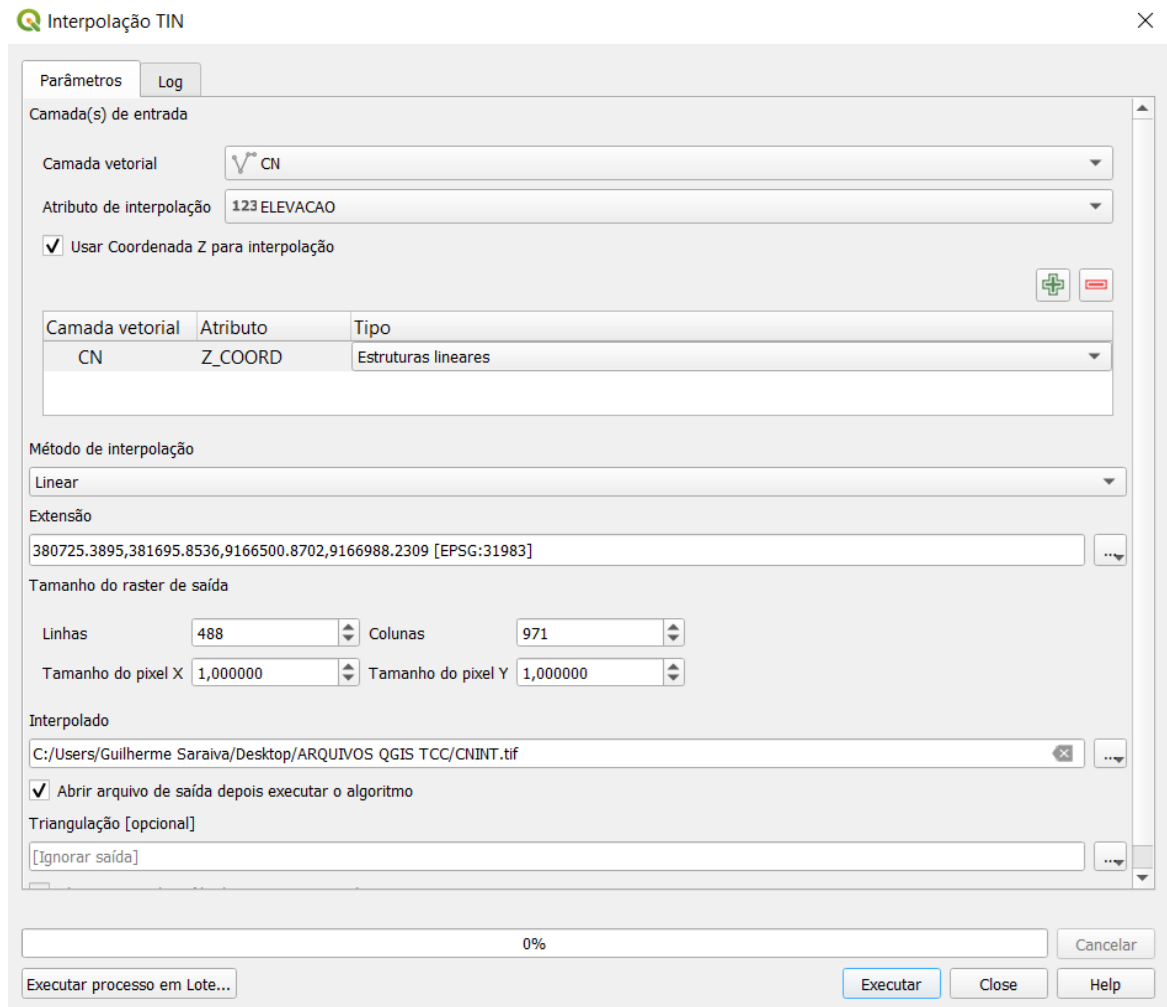 Interpolação TIN
Parâmetros Log
Camada(s) de entrada
Camada vetorial CN
Atributo de interpolação 123 ELEVACAO
Usar Coordenada Z para interpolação
Camada vetorial Atributo Tipo
CN Z_COORD Estruturas lineares
Método de interpolação
Linear
Extensão
380725.3895,381695.8536,9166500.8702,9166988.2309 [EPSG:31983]
...
Tamanho do raster de saída
Linhas 488 Colunas 971
Tamanho do pixel X 1,000000 Tamanho do pixel Y 1,000000
Interpolado
C:/Users/Guilherme Saraiva/Desktop/ARQUIVOS QGIS TCC/CNINT.tif
...
Abrir arquivo de saída depois executar o algoritmo
Triangulação [opcional]
[Ignorar saída]
...
0% Cancelar
Executar processo em Lote... Executar Close Help